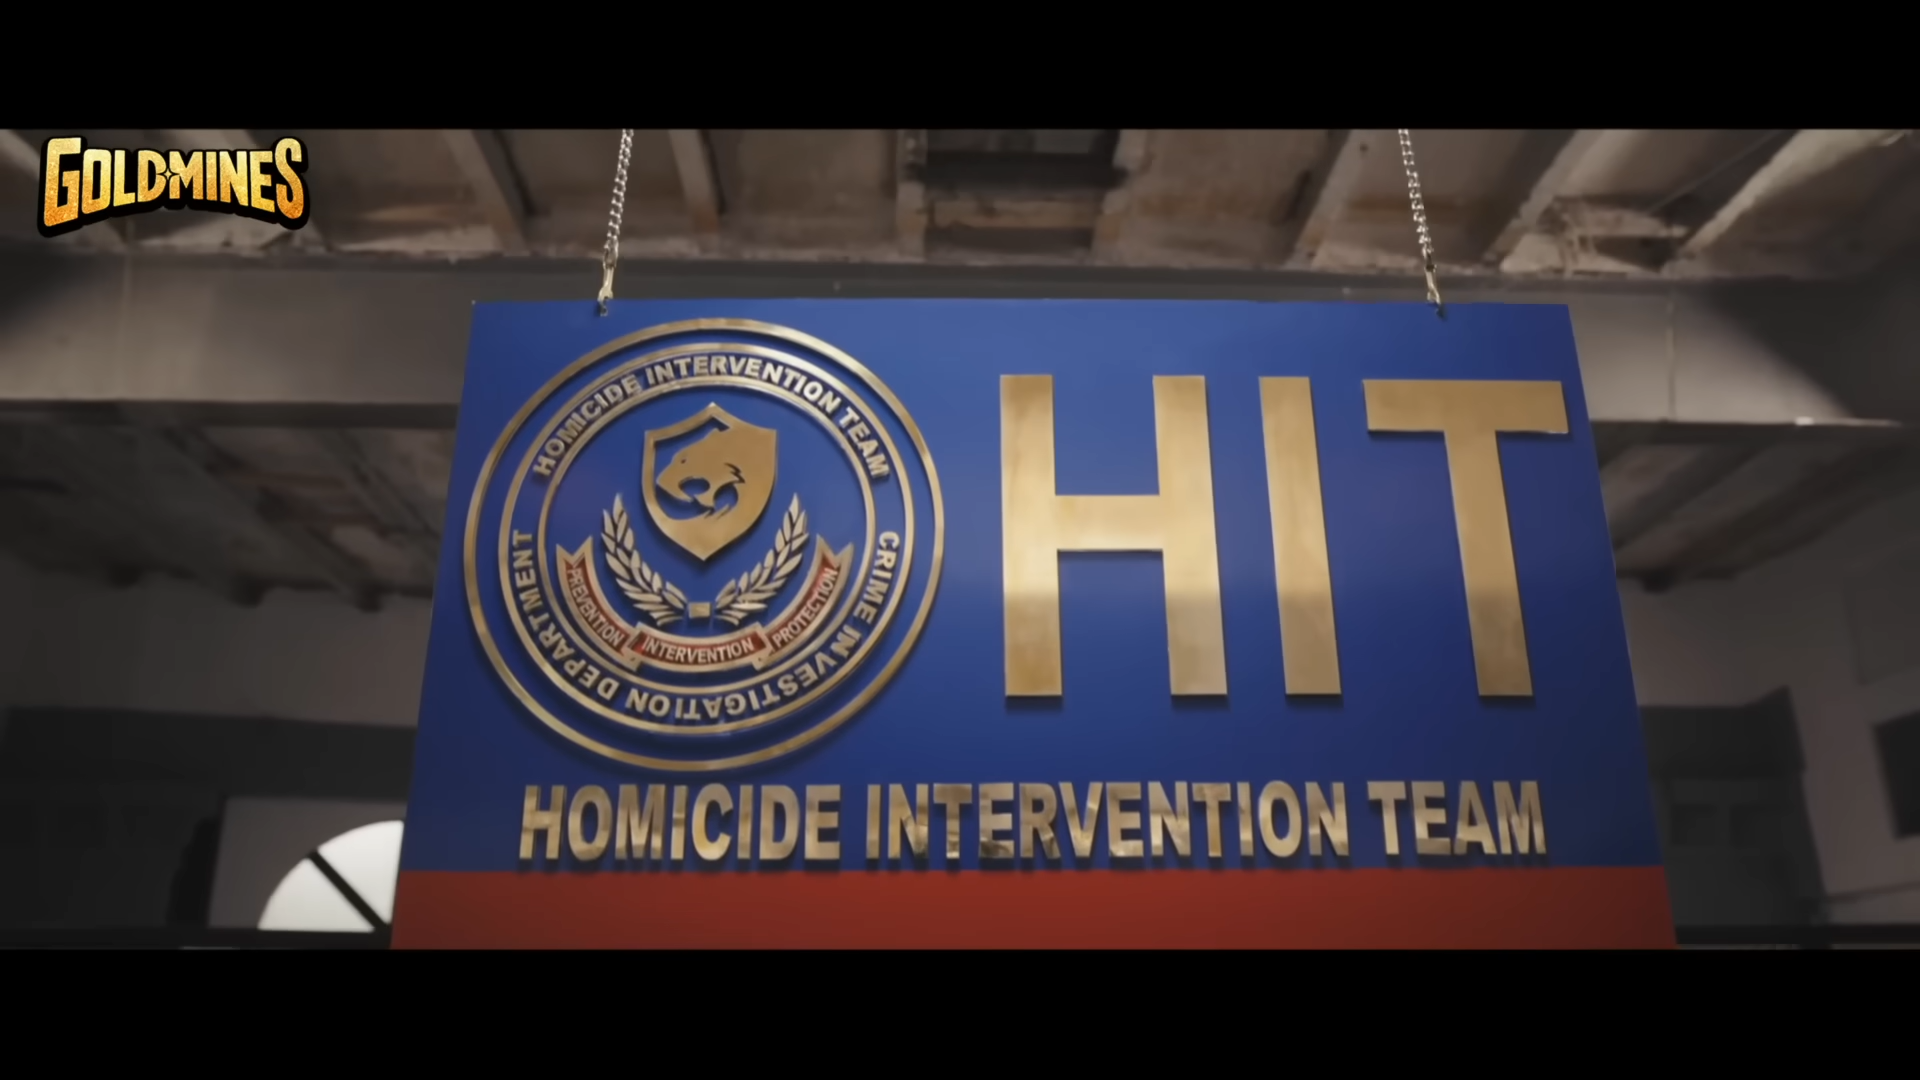 GOLDMINES
HOMICIDE INTERVENTION TEAM
CRIME INVESTIGATION DEPARTMENT
PREVENTION
INTERVENTION
PROTECTION
HIT
HOMICIDE INTERVENTION TEAM